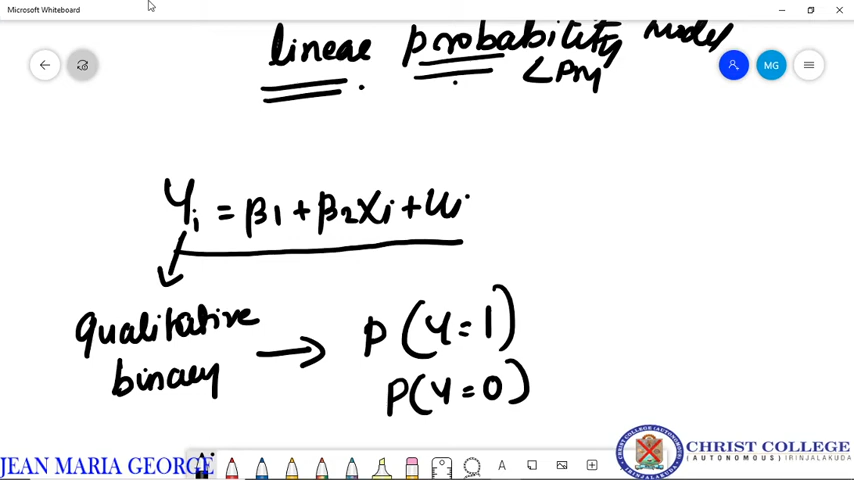 Microsoft Whiteboard
linear probability model
LPM
MG
Yi = β1 + β2Xi + ui
qualitative
binary
P(Y=1)
P(Y=0)
JEAN MARIA GEORGE
CHRIST COLLEGE
(AUTONOMOUS) IRINJALAKUDA